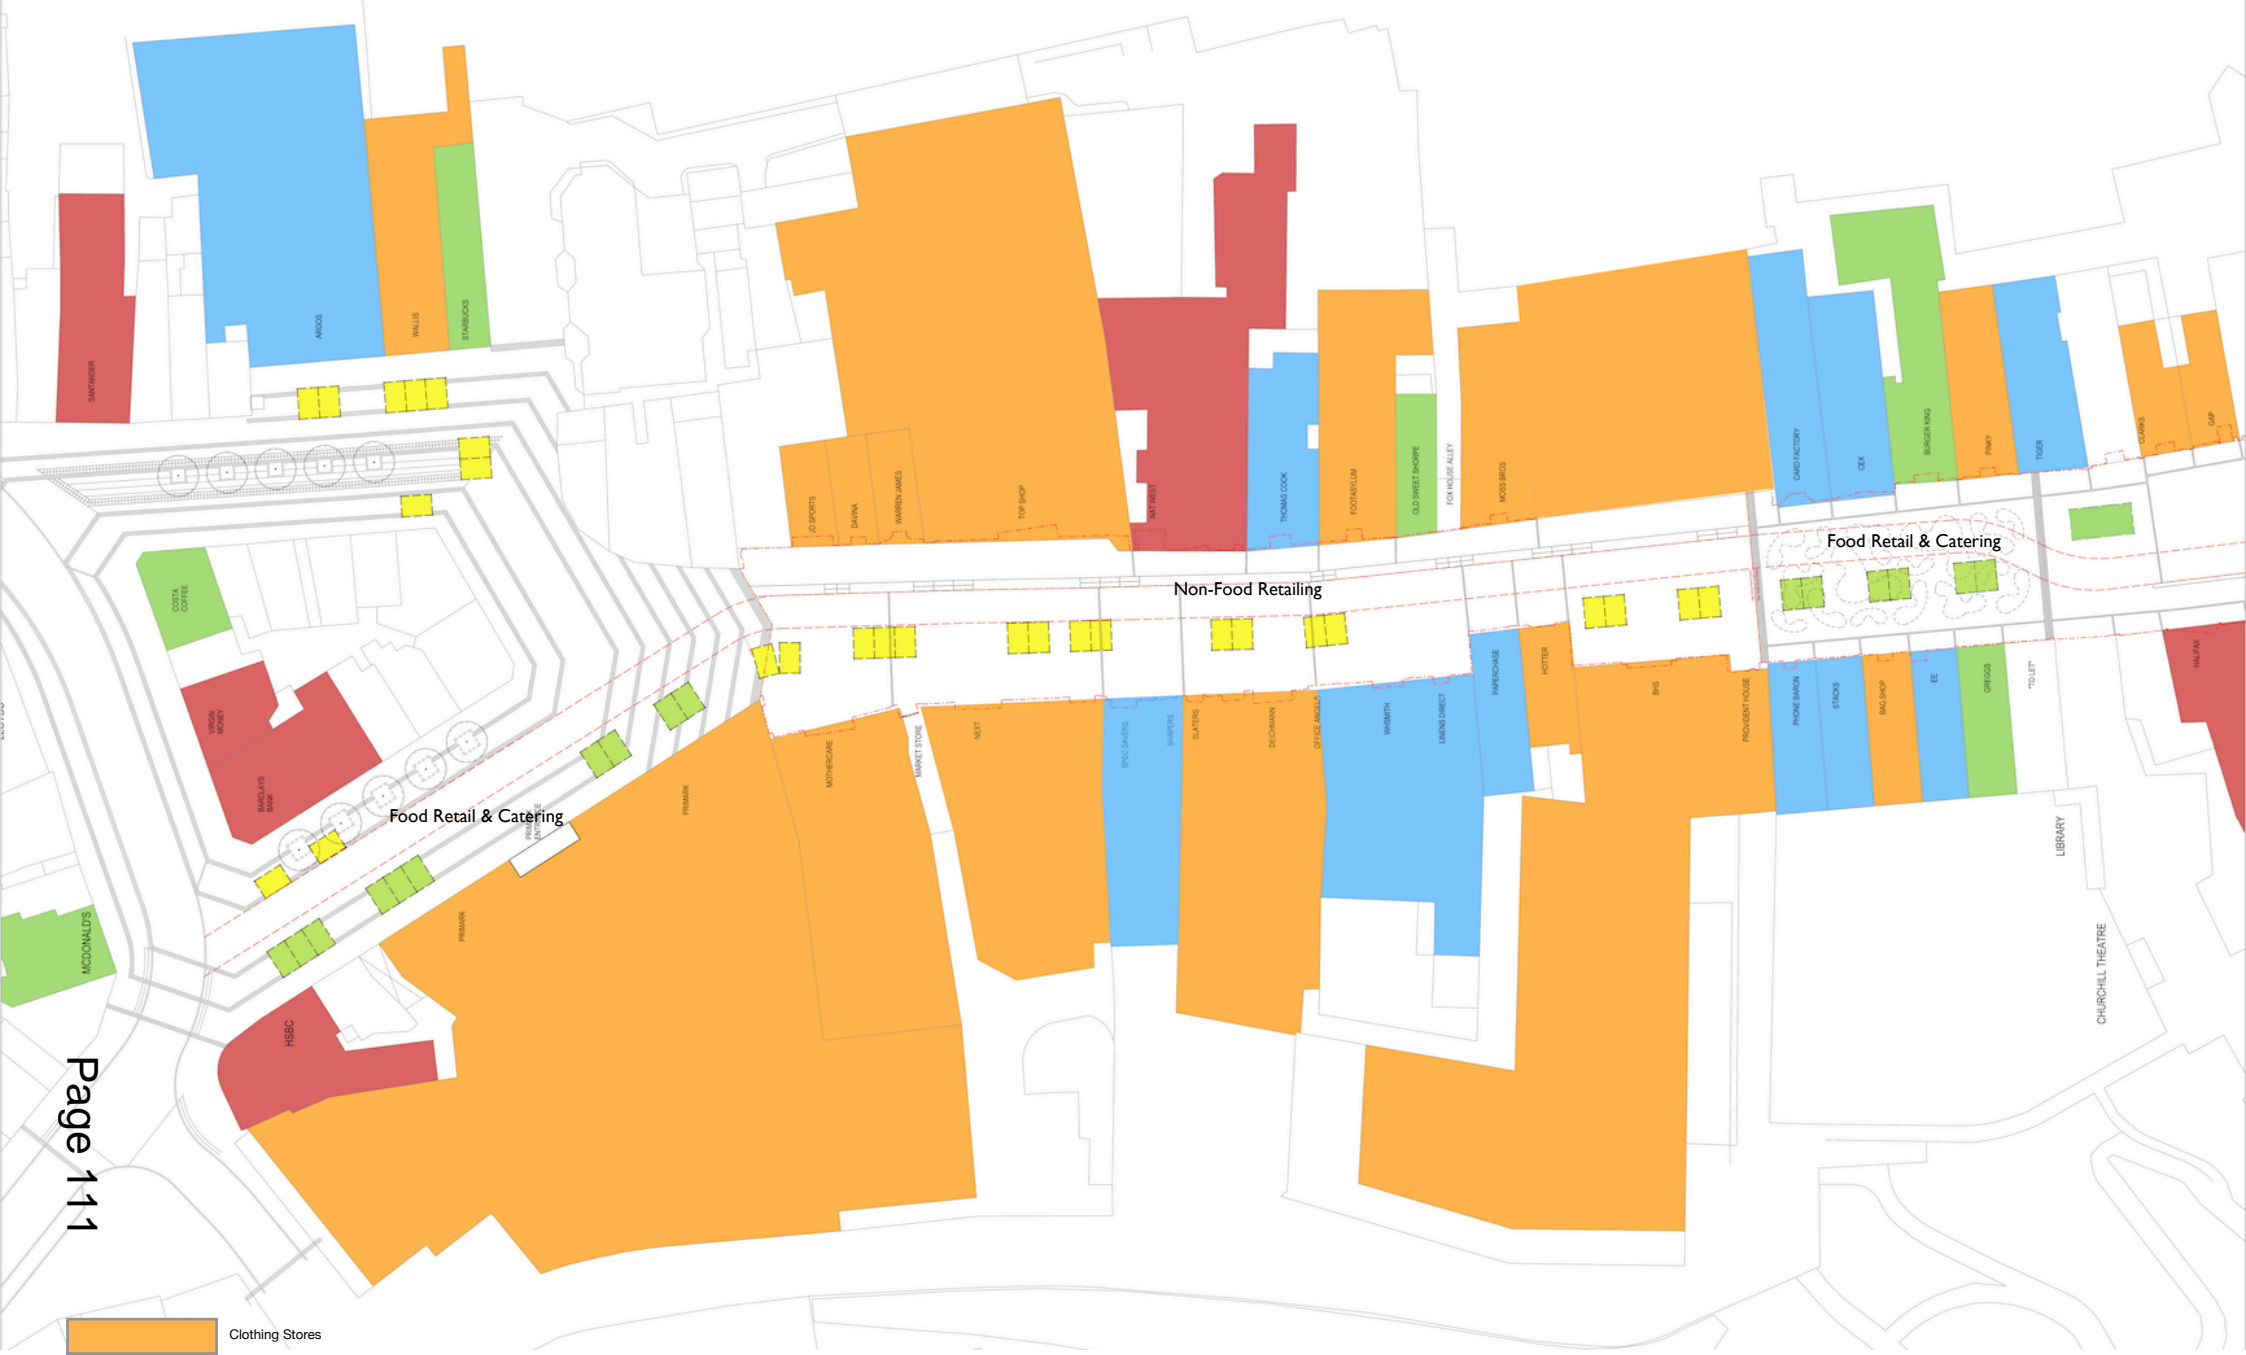 ARGOS
WALLIS
STARBUCKS
SANTANDER
JD SPORTS
DAVINA
WARREN JAMES
TOP SHOP
NAT WEST
THOMAS COOK
FOOTASYLUM
OLD SWEET SHORPE
FOX HOUSE ALLEY
MOSS BROS
CARD FACTORY
CEX
BURGER KING
PINKY
TIGER
CLARKS
GAP
Food Retail & Catering
Non-Food Retailing
COSTA
COFFEE
VIRGIN
MONEY
BARCLAYS
BANK
Food Retail & Catering
PRIMARK
ENTRANCE
PRIMARK
PRIMARK
MOTHERCARE
MARKET STORE
NEXT
SPEC SAVERS
SHAPERS
SLATERS
DEICHMANN
OFFICE ANGELS
WHSMITH
LINENS DIRECT
PAPERCHASE
HOTTER
BHS
PROVIDENT HOUSE
PHONE BARON
STACKS
BAG SHOP
EE
GREGGS
"TO LET"
HALIFAX
LIBRARY
CHURCHILL THEATRE
MCDONALD'S
HSBC
Page 111
Clothing Stores